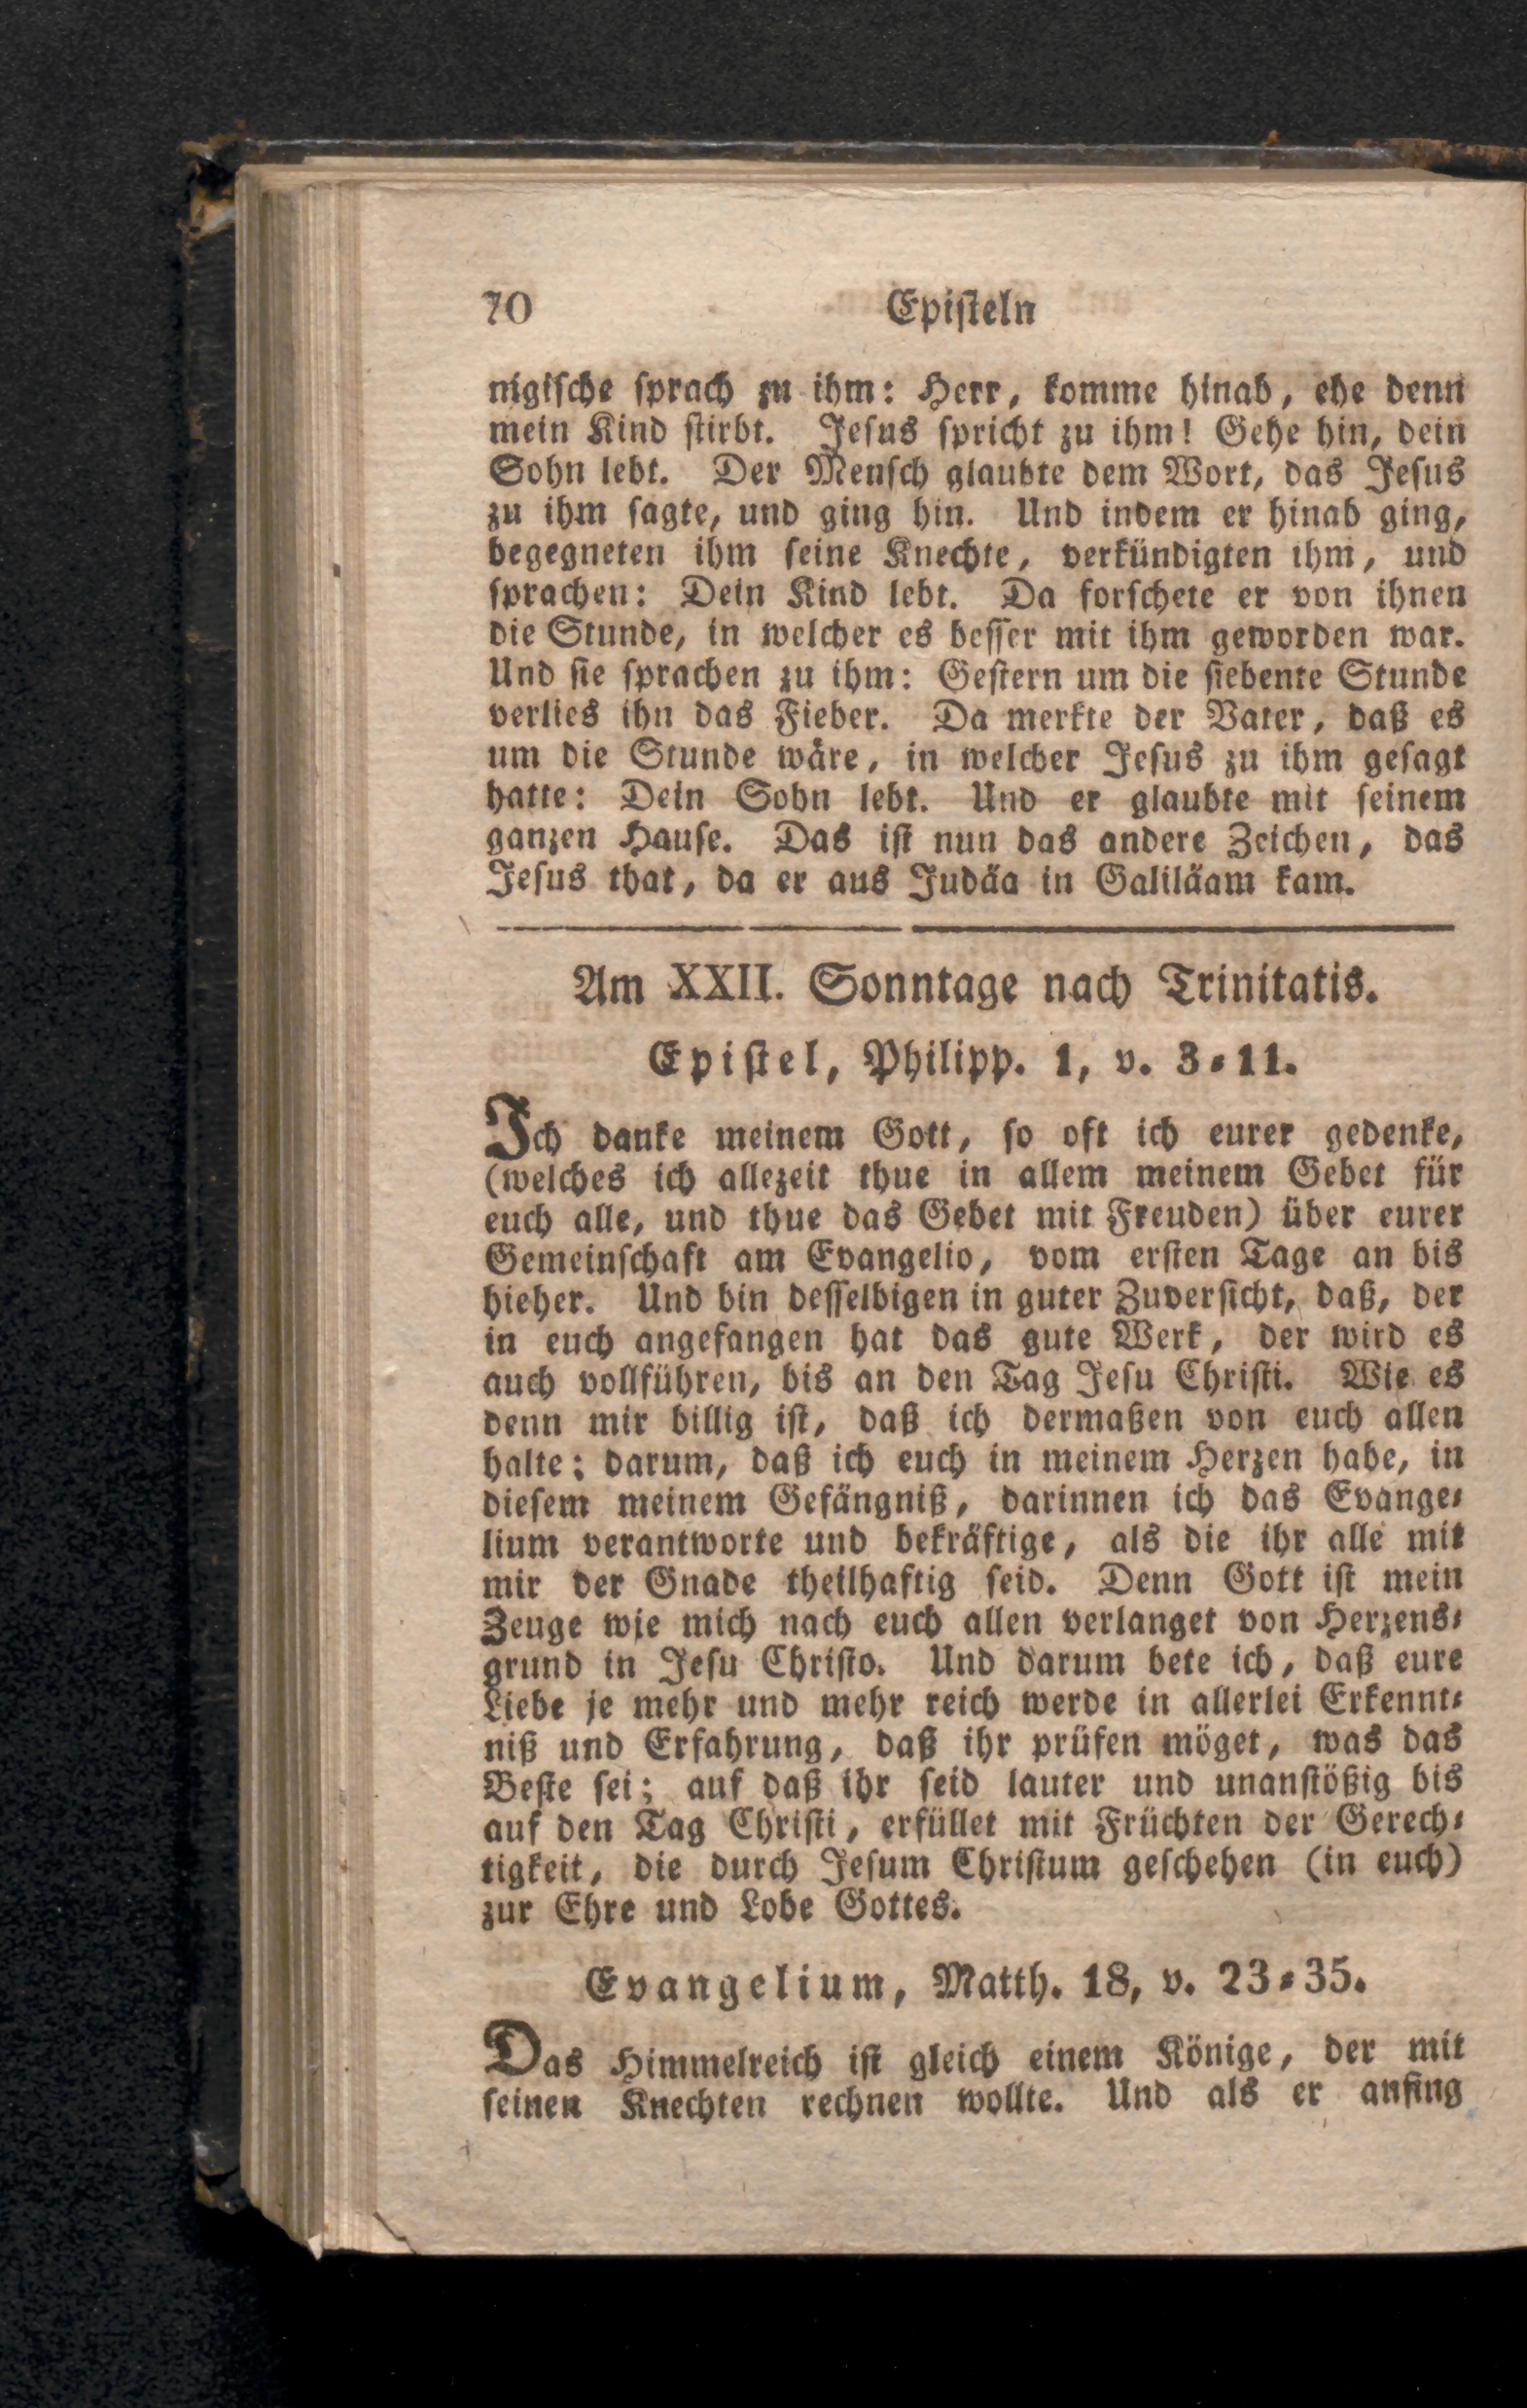 70 Episteln
nigische sprach zu ihm: Herr, komme hinab, ehe denn
mein Kind stirbt. Jesus spricht zu ihm! Gehe hin, dein
Sohn lebt. Der Mensch glaubte dem Wort, das Jesus
zu ihm sagte, und ging hin. Und indem er hinab ging,
begegneten ihm seine Knechte, verkündigten ihm, und
sprachen: Dein Kind lebt. Da forschete er von ihnen
die Stunde, in welcher es besser mit ihm geworden war.
Und sie sprachen zu ihm: Gestern um die siebente Stunde
verlies ihn das Fieber. Da merkte der Vater, daß es
um die Stunde wäre, in welcher Jesus zu ihm gesagt
hatte: Dein Sohn lebt. Und er glaubte mit seinem
ganzen Hause. Das ist nun das andere Zeichen, das
Jesus that, da er aus Judäa in Galiläam kam.
Am XXII. Sonntage nach Trinitatis.
Epistel, Philipp. 1, v. 3-11.
Ich danke meinem Gott, so oft ich eurer gedenke,
(welches ich allezeit thue in allem meinem Gebet für
euch alle, und thue das Gebet mit Freuden) über eurer
Gemeinschaft am Evangelio, vom ersten Tage an bis
hieher. Und bin desselbigen in guter Zuversicht, daß, der
in euch angefangen hat das gute Werk, der wird es
auch vollführen, bis an den Tag Jesu Christi. Wie es
denn mir billig ist, daß ich dermaßen von euch allen
halte; darum, daß ich euch in meinem Herzen habe, in
diesem meinem Gefängniß, darinnen ich das Evange-
lium verantworte und bekräftige, als die ihr alle mit
mir der Gnade theilhaftig seid. Denn Gott ist mein
Zeuge wie mich nach euch allen verlanget von Herzens-
grund in Jesu Christo. Und darum bete ich, daß eure
Liebe je mehr und mehr reich werde in allerlei Erkennt-
niß und Erfahrung, daß ihr prüfen möget, was das
Beste sei; auf daß ihr seid lauter und unanstößig bis
auf den Tag Christi, erfüllet mit Früchten der Gerech-
tigkeit, die durch Jesum Christum geschehen (in euch)
zur Ehre und Lobe Gottes.
Evangelium, Matth. 18, v. 23-35.
Das Himmelreich ist gleich einem Könige, der mit
seinen Knechten rechnen wollte. Und als er anfing